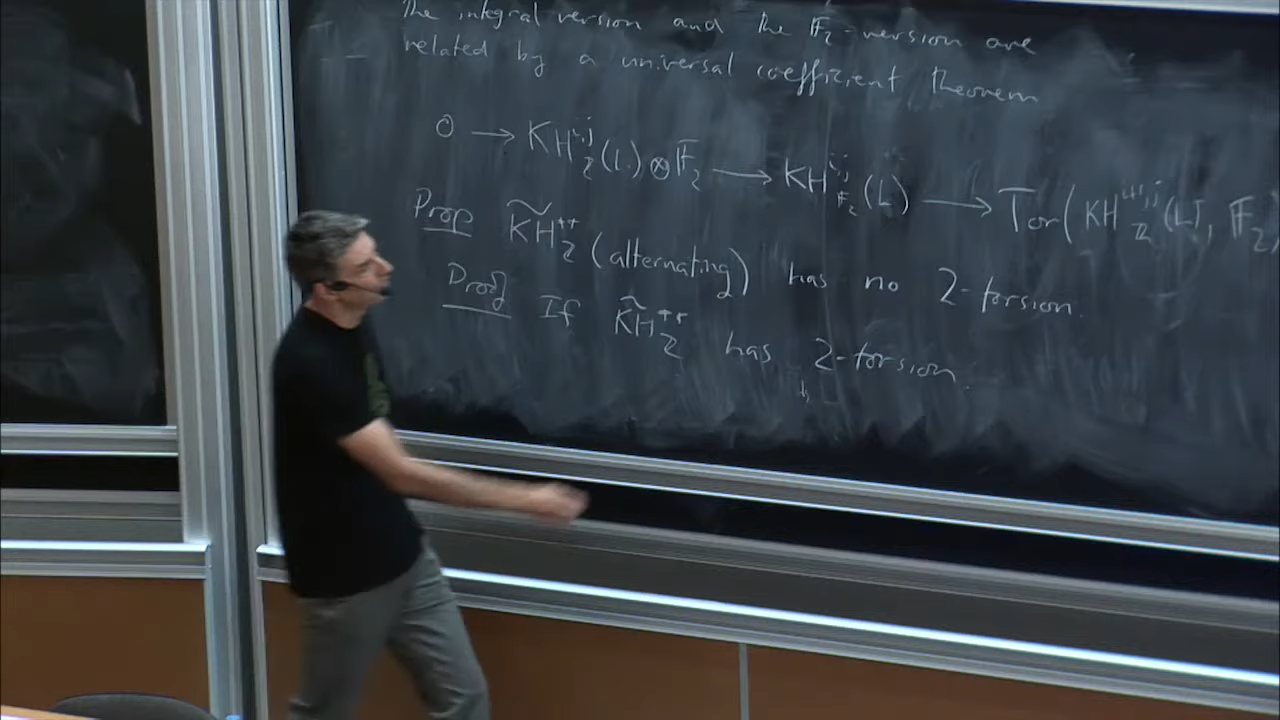 The integral version and the 𝔽₂-version are
related by a universal coefficient theorem
0 → KH^{i,j}_ℤ(L) ⊗ 𝔽₂ → KH^{i,j}_{𝔽₂}(L) → Tor(KH^{i+1,j}_ℤ(L), 𝔽₂)
Prop K̃H^{**}_ℤ (alternating) has no 2-torsion.
Proof If K̃H^{**}_ℤ has 2-torsion